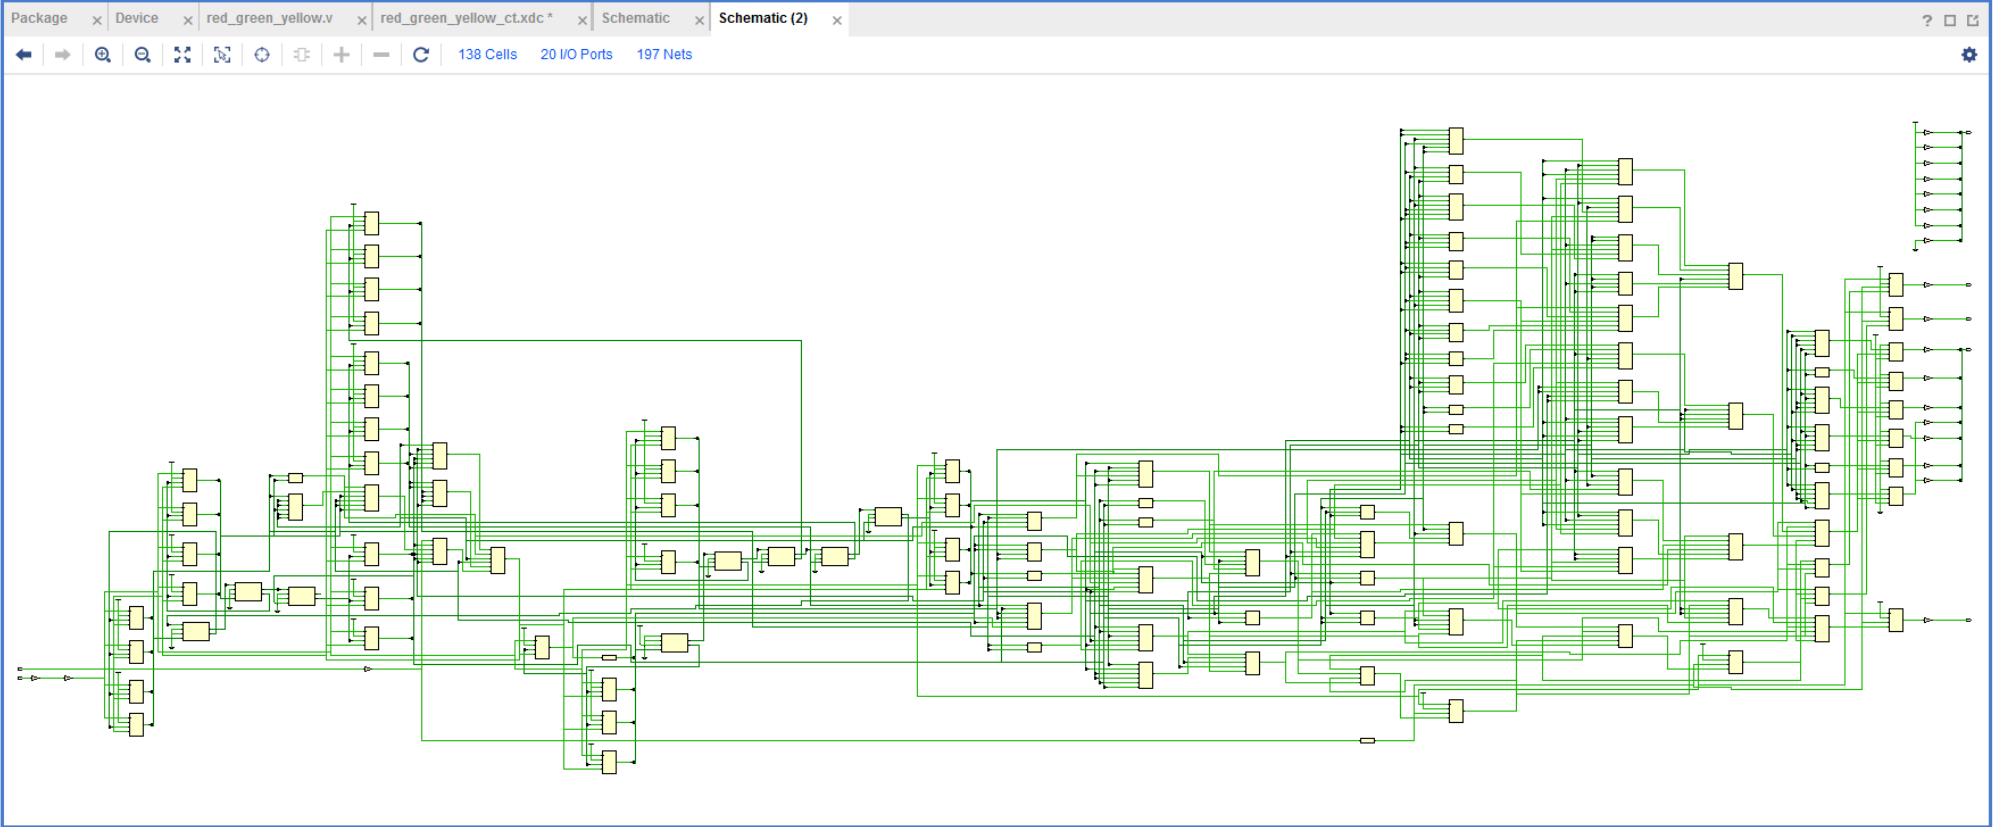 Package Device red_green_yellow.v red_green_yellow_ct.xdc * Schematic Schematic (2) ?
138 Cells 20 I/O Ports 197 Nets